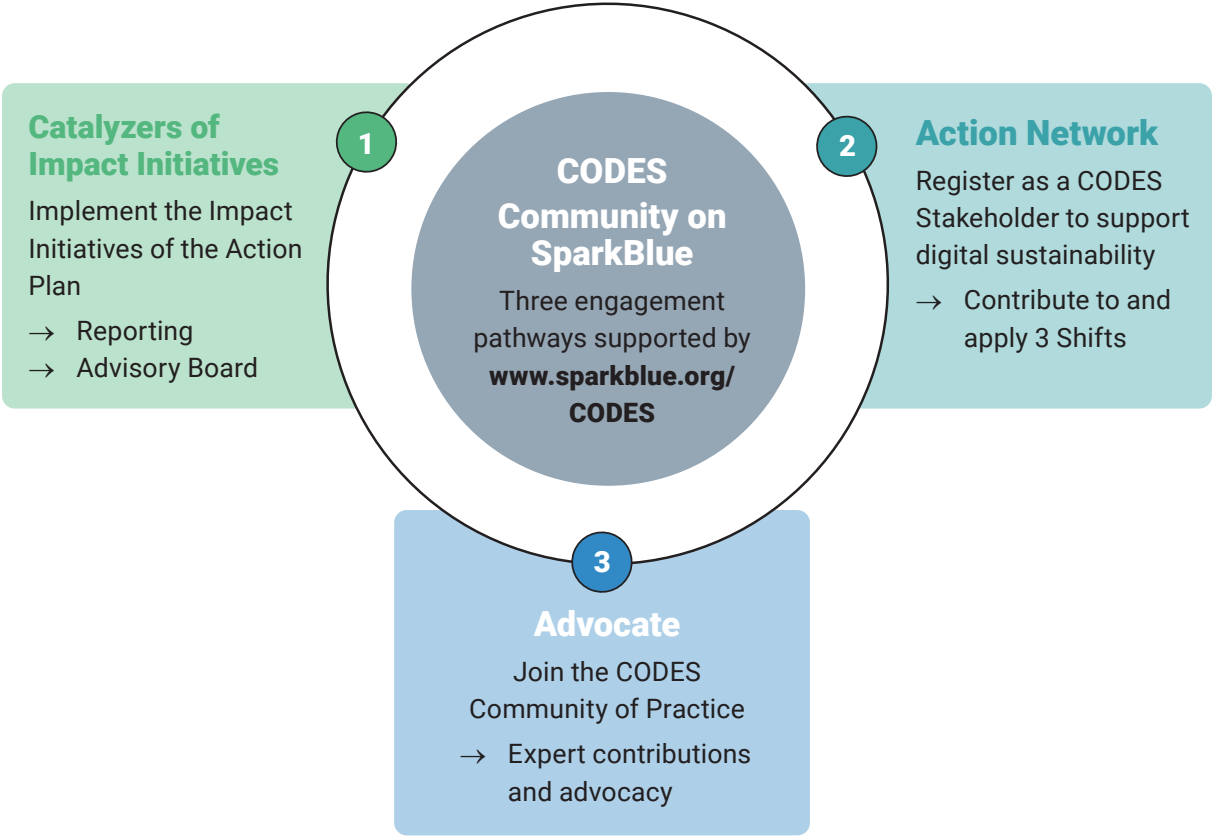 1
Catalyzers of
Impact Initiatives
Implement the Impact
Initiatives of the Action
Plan
→ Reporting
→ Advisory Board
CODES
Community on
SparkBlue
Three engagement
pathways supported by
www.sparkblue.org/
CODES
2
Action Network
Register as a CODES
Stakeholder to support
digital sustainability
→ Contribute to and
apply 3 Shifts
3
Advocate
Join the CODES
Community of Practice
→ Expert contributions
and advocacy